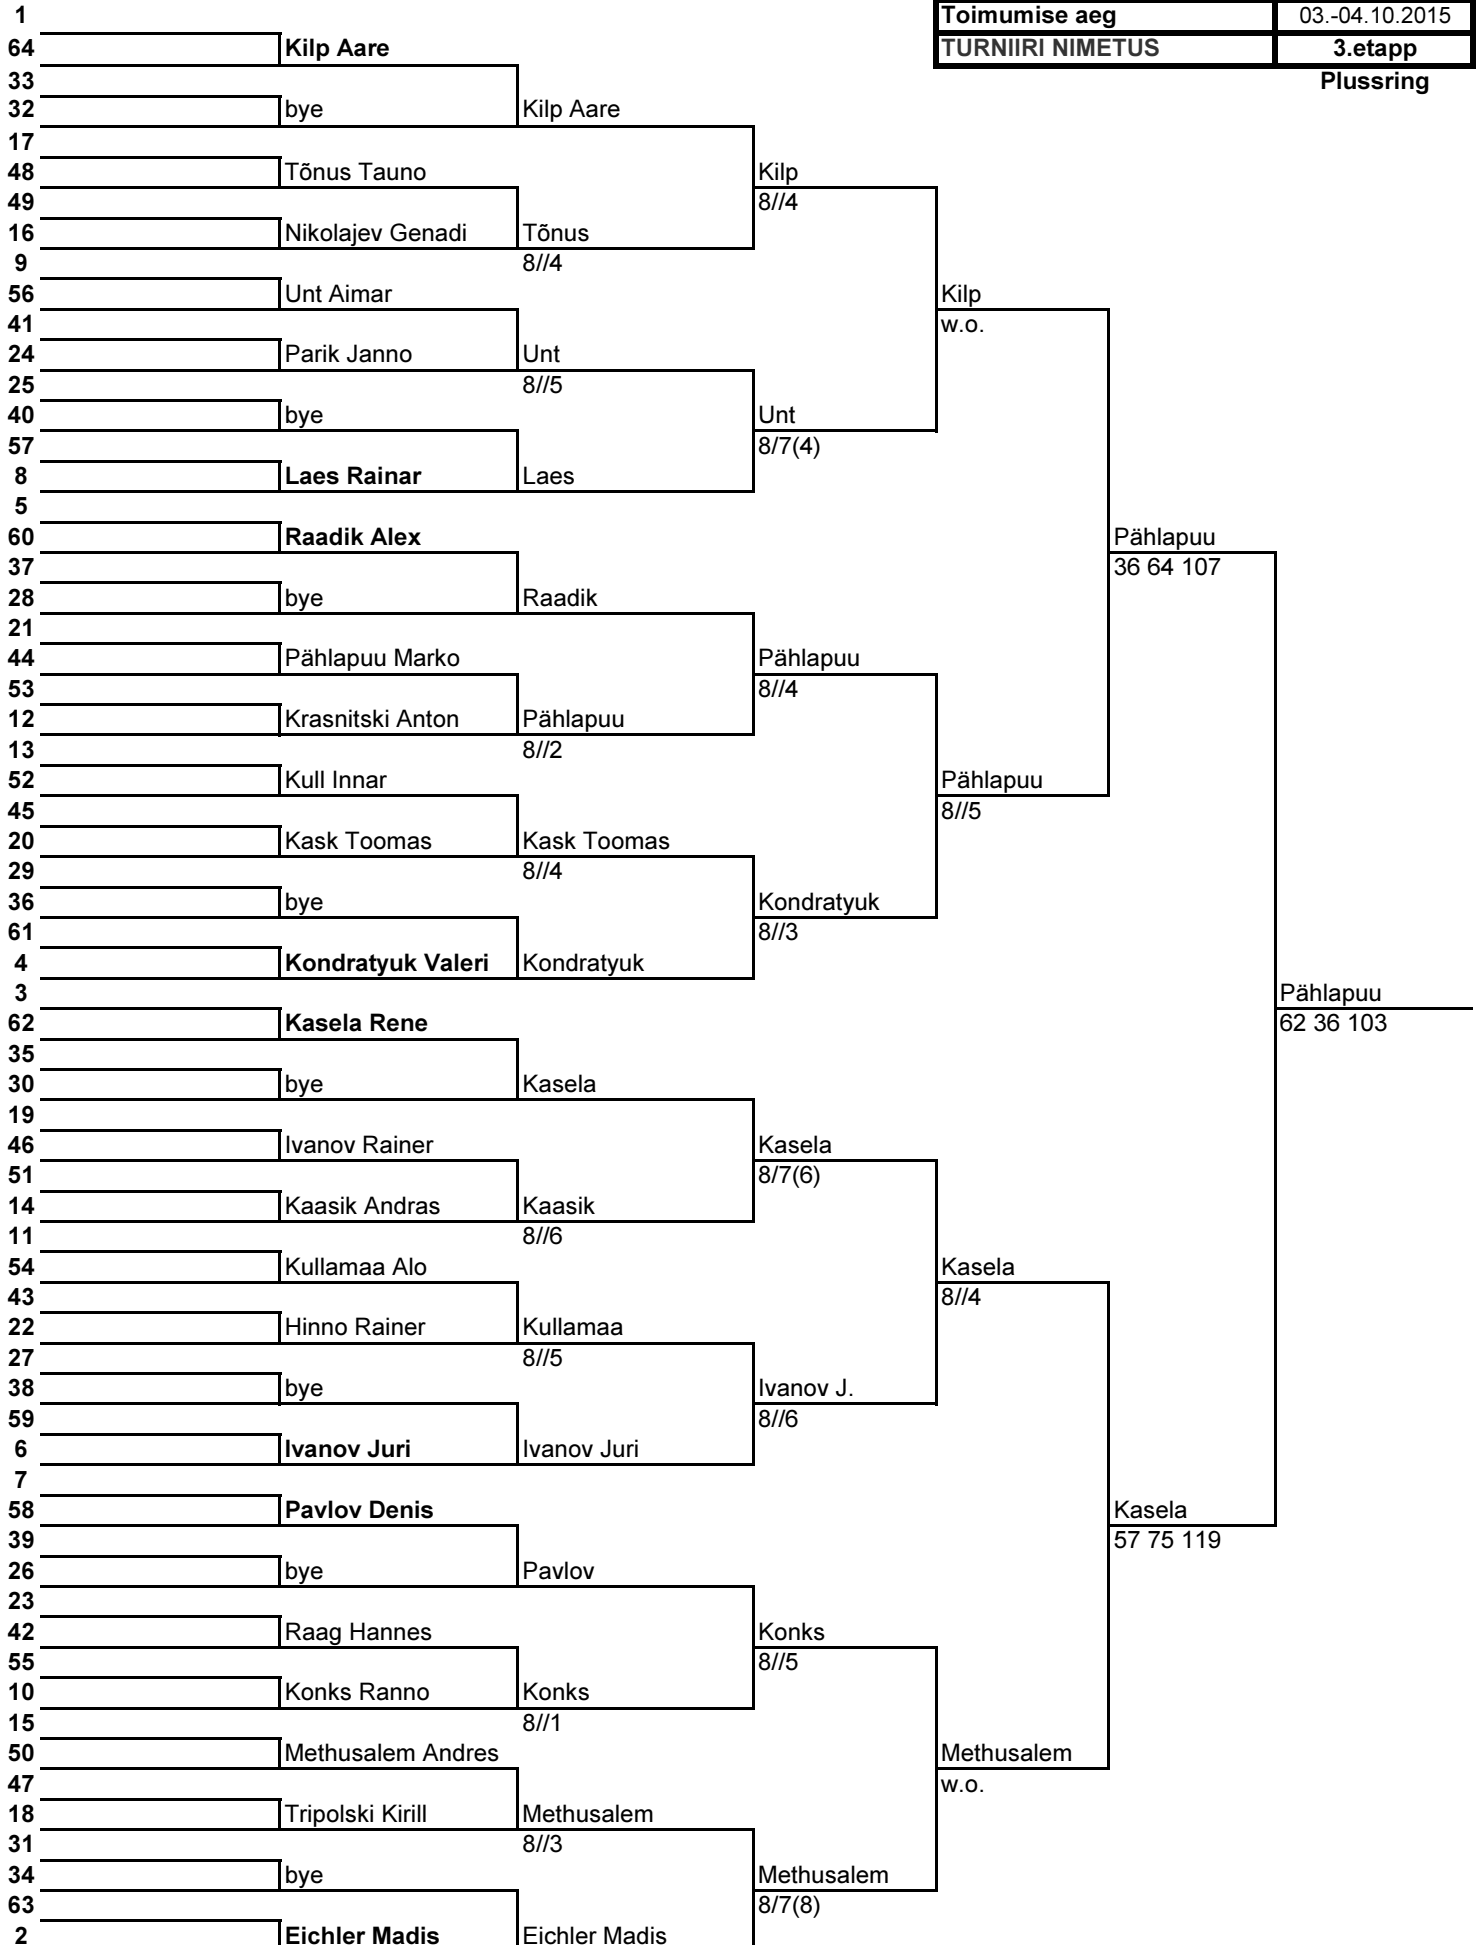 1 Toimumise aeg 03.-04.10.2015
64 Kilp Aare TURNIIRI NIMETUS 3.etapp
33 Plussring
32 bye Kilp Aare
17
48 Tõnus Tauno Kilp
49 8//4
16 Nikolajev Genadi Tõnus
9 8//4
56 Unt Aimar Kilp
41 w.o.
24 Parik Janno Unt
25 8//5
40 bye Unt
57 8/7(4)
8 Laes Rainar Laes
5
60 Raadik Alex Pählapuu
37 36 64 107
28 bye Raadik
21
44 Pählapuu Marko Pählapuu
53 8//4
12 Krasnitski Anton Pählapuu
13 8//2
52 Kull Innar Pählapuu
45 8//5
20 Kask Toomas Kask Toomas
29 8//4
36 bye Kondratyuk
61 8//3
4 Kondratyuk Valeri Kondratyuk
3 Pählapuu
62 Kasela Rene 62 36 103
35
30 bye Kasela
19
46 Ivanov Rainer Kasela
51 8/7(6)
14 Kaasik Andras Kaasik
11 8//6
54 Kullamaa Alo Kasela
43 8//4
22 Hinno Rainer Kullamaa
27 8//5
38 bye Ivanov J.
59 8//6
6 Ivanov Juri Ivanov Juri
7
58 Pavlov Denis Kasela
39 57 75 119
26 bye Pavlov
23
42 Raag Hannes Konks
55 8//5
10 Konks Ranno Konks
15 8//1
50 Methusalem Andres Methusalem
47 w.o.
18 Tripolski Kirill Methusalem
31 8//3
34 bye Methusalem
63 8/7(8)
2 Eichler Madis Eichler Madis